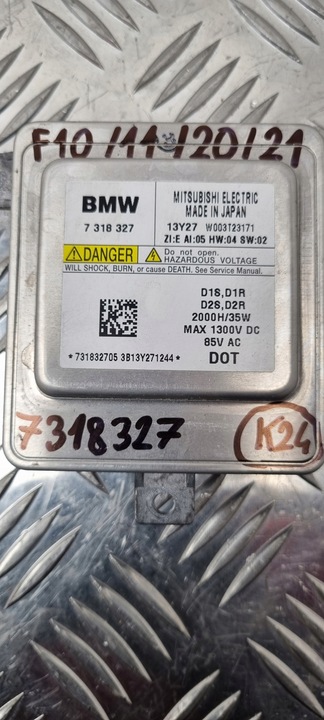 F10/11/20/21
BMW
7 318 327
MITSUBISHI ELECTRIC
MADE IN JAPAN
13Y27 W003T23171
ZI:E AI:05 HW:04 SW:02
DANGER
Do not open.
HAZARDOUS VOLTAGE
WILL SHOCK, BURN, or cause DEATH. See Service Manual.
D1S,D1R
D2S,D2R
2000H/35W
MAX 1300V DC
85V AC
*731832705 3B13Y271244*
DOT
7318327
K24